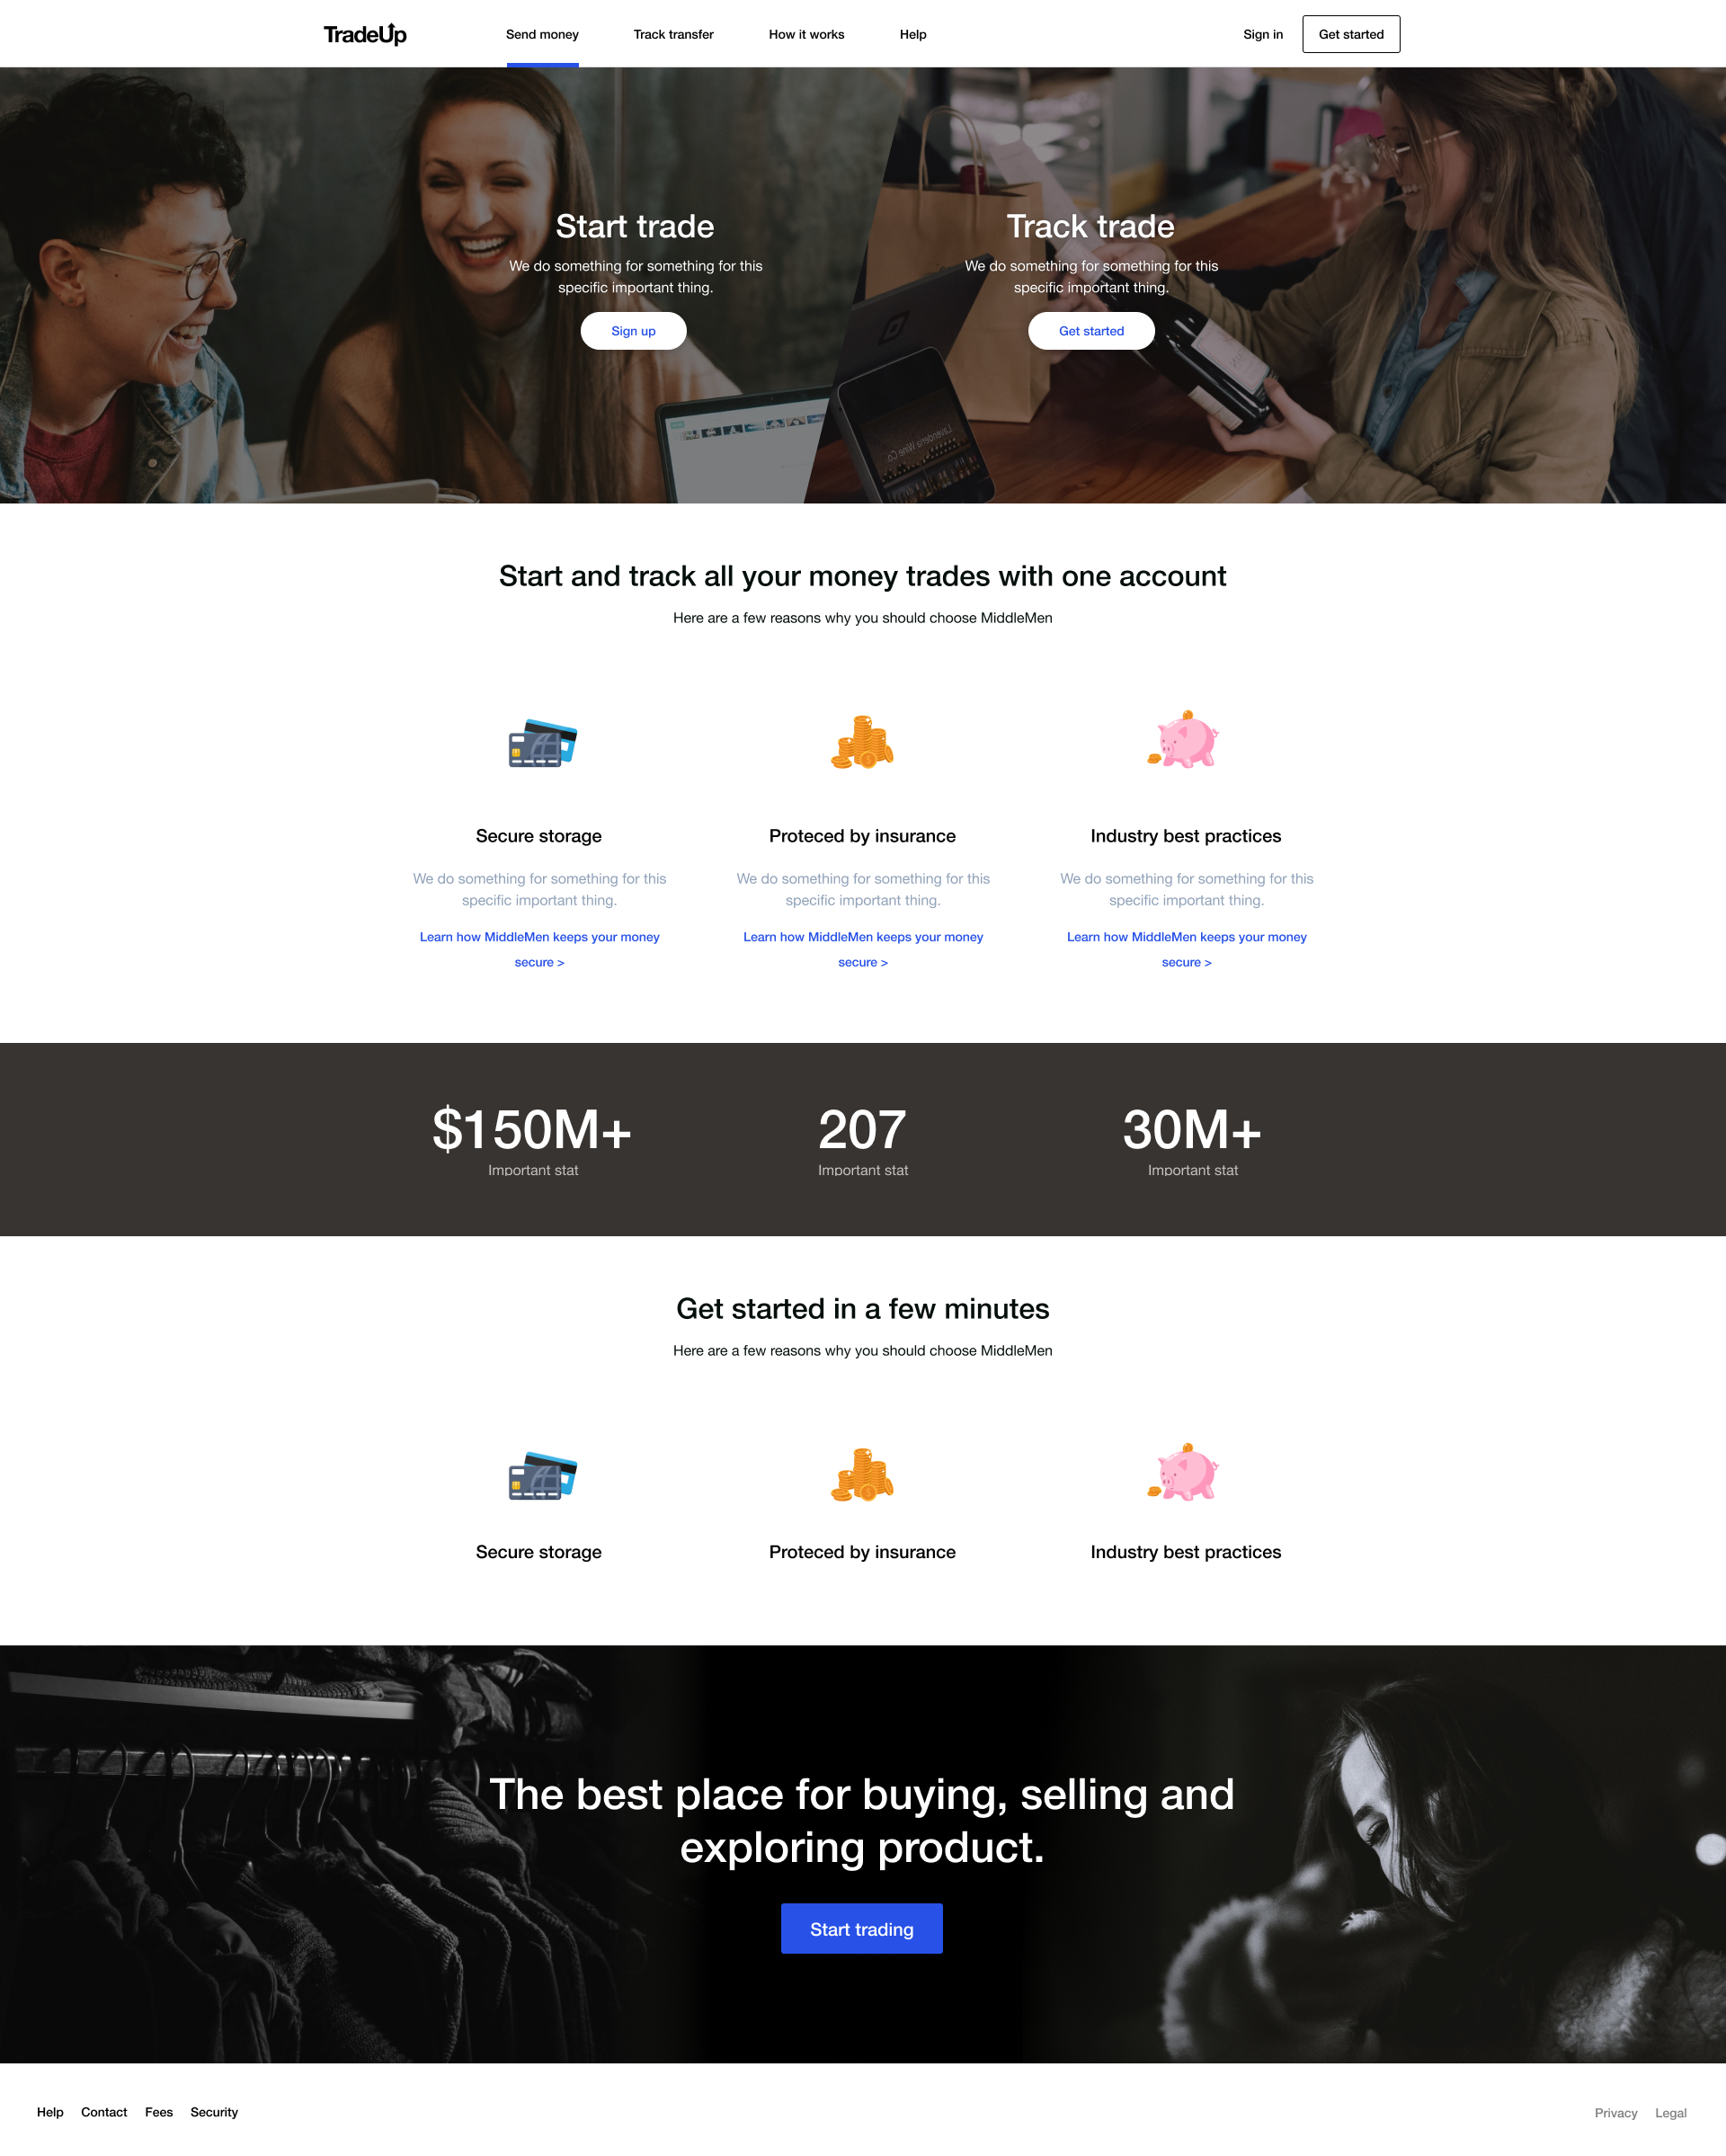 TradeUp
Send money
Track transfer
How it works
Help
Sign in
Get started
Start trade
We do something for something for this
specific important thing.
Sign up
Track trade
We do something for something for this
specific important thing.
Get started
Start and track all your money trades with one account
Here are a few reasons why you should choose MiddleMen
Secure storage
We do something for something for this
specific important thing.
Learn how MiddleMen keeps your money
secure >
Proteced by insurance
We do something for something for this
specific important thing.
Learn how MiddleMen keeps your money
secure >
Industry best practices
We do something for something for this
specific important thing.
Learn how MiddleMen keeps your money
secure >
$150M+
Important stat
207
Important stat
30M+
Important stat
Get started in a few minutes
Here are a few reasons why you should choose MiddleMen
Secure storage
Proteced by insurance
Industry best practices
The best place for buying, selling and
exploring product.
Start trading
Help
Contact
Fees
Security
Privacy
Legal